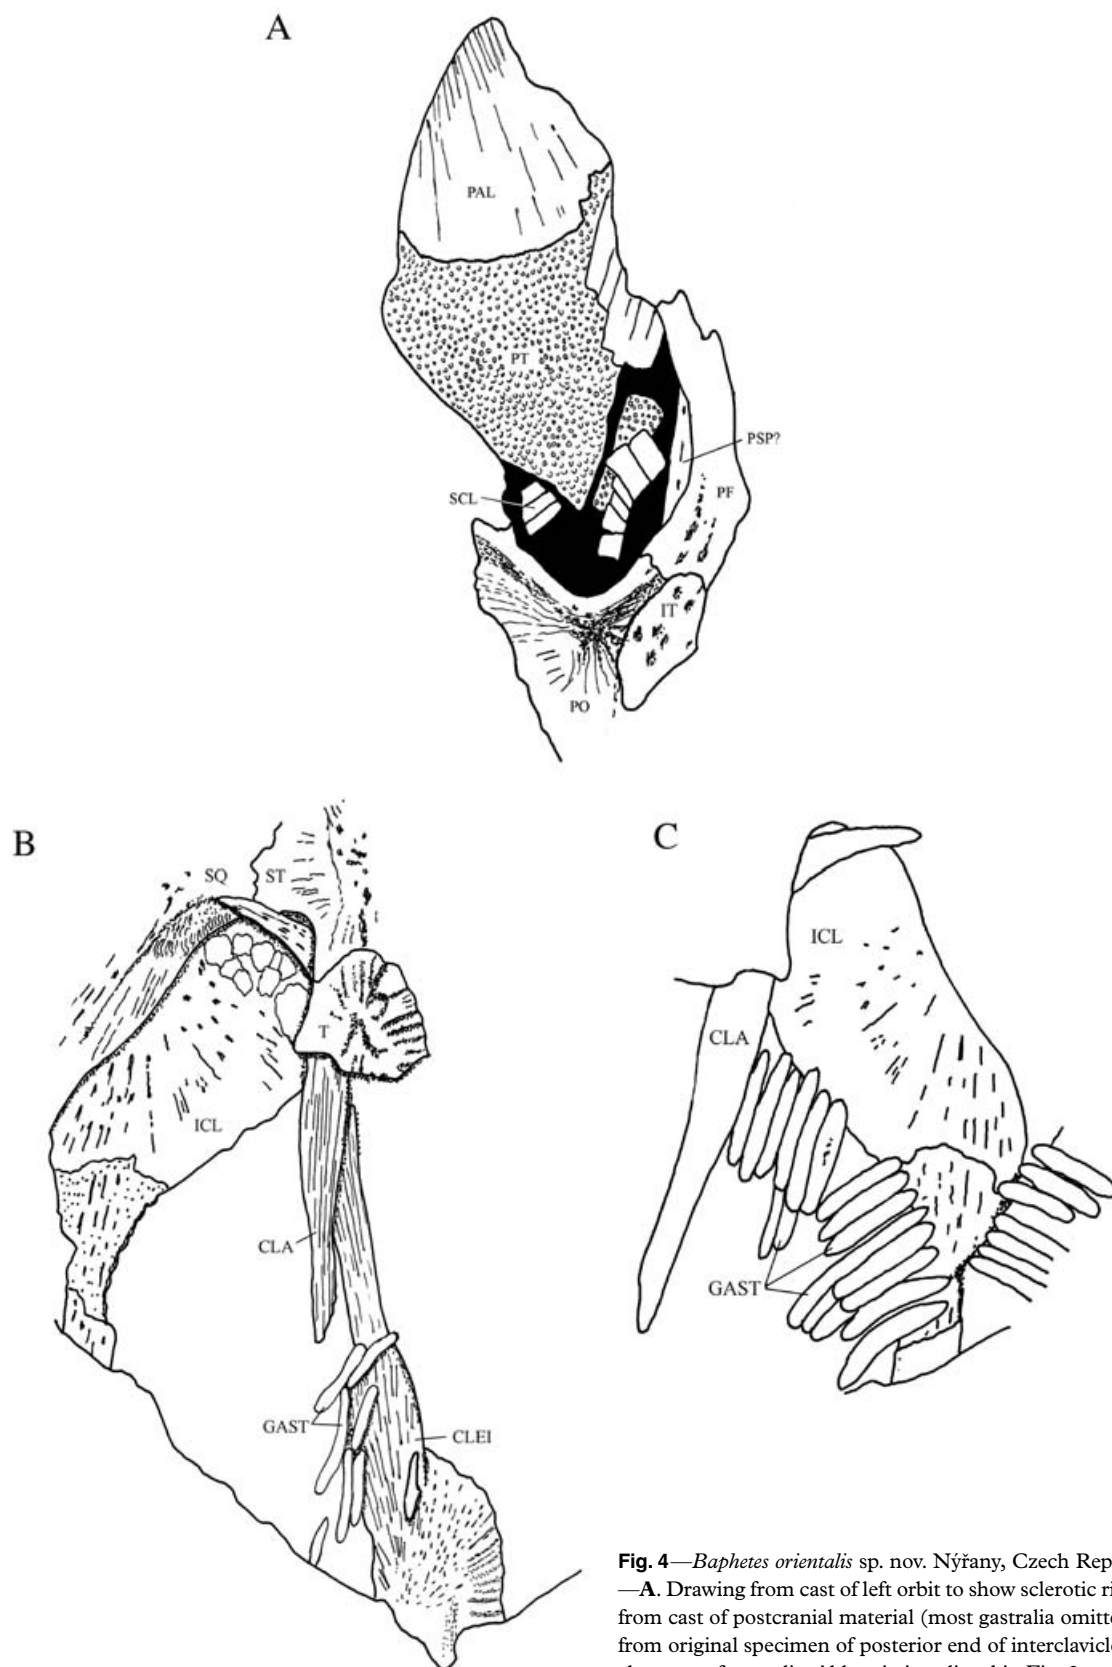 A
PAL
PT
PSP?
SCL
PF
IT
PO
B
C
SQ
ST
ICL
T
CLA
ICL
CLA
GAST
GAST
CLEI
Fig. 4—Baphetes orientalis sp. nov. Nýřany, Czech Rep
—A. Drawing from cast of left orbit to show sclerotic ri
from cast of postcranial material (most gastralia omitte
from original specimen of posterior end of interclavicle